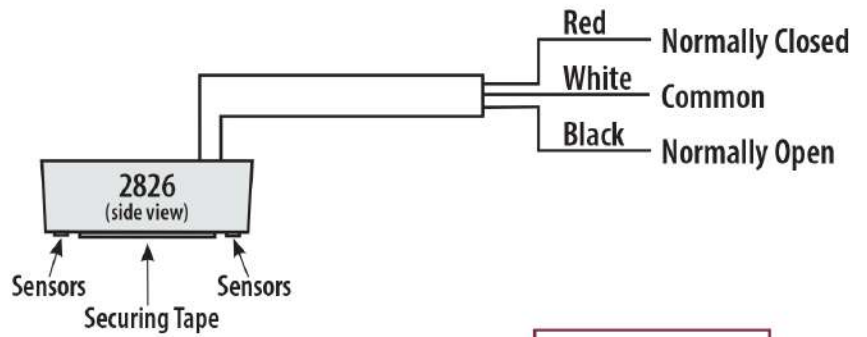 Red
Normally Closed
White
Common
Black
Normally Open
2826
(side view)
Sensors
Sensors
Securing Tape